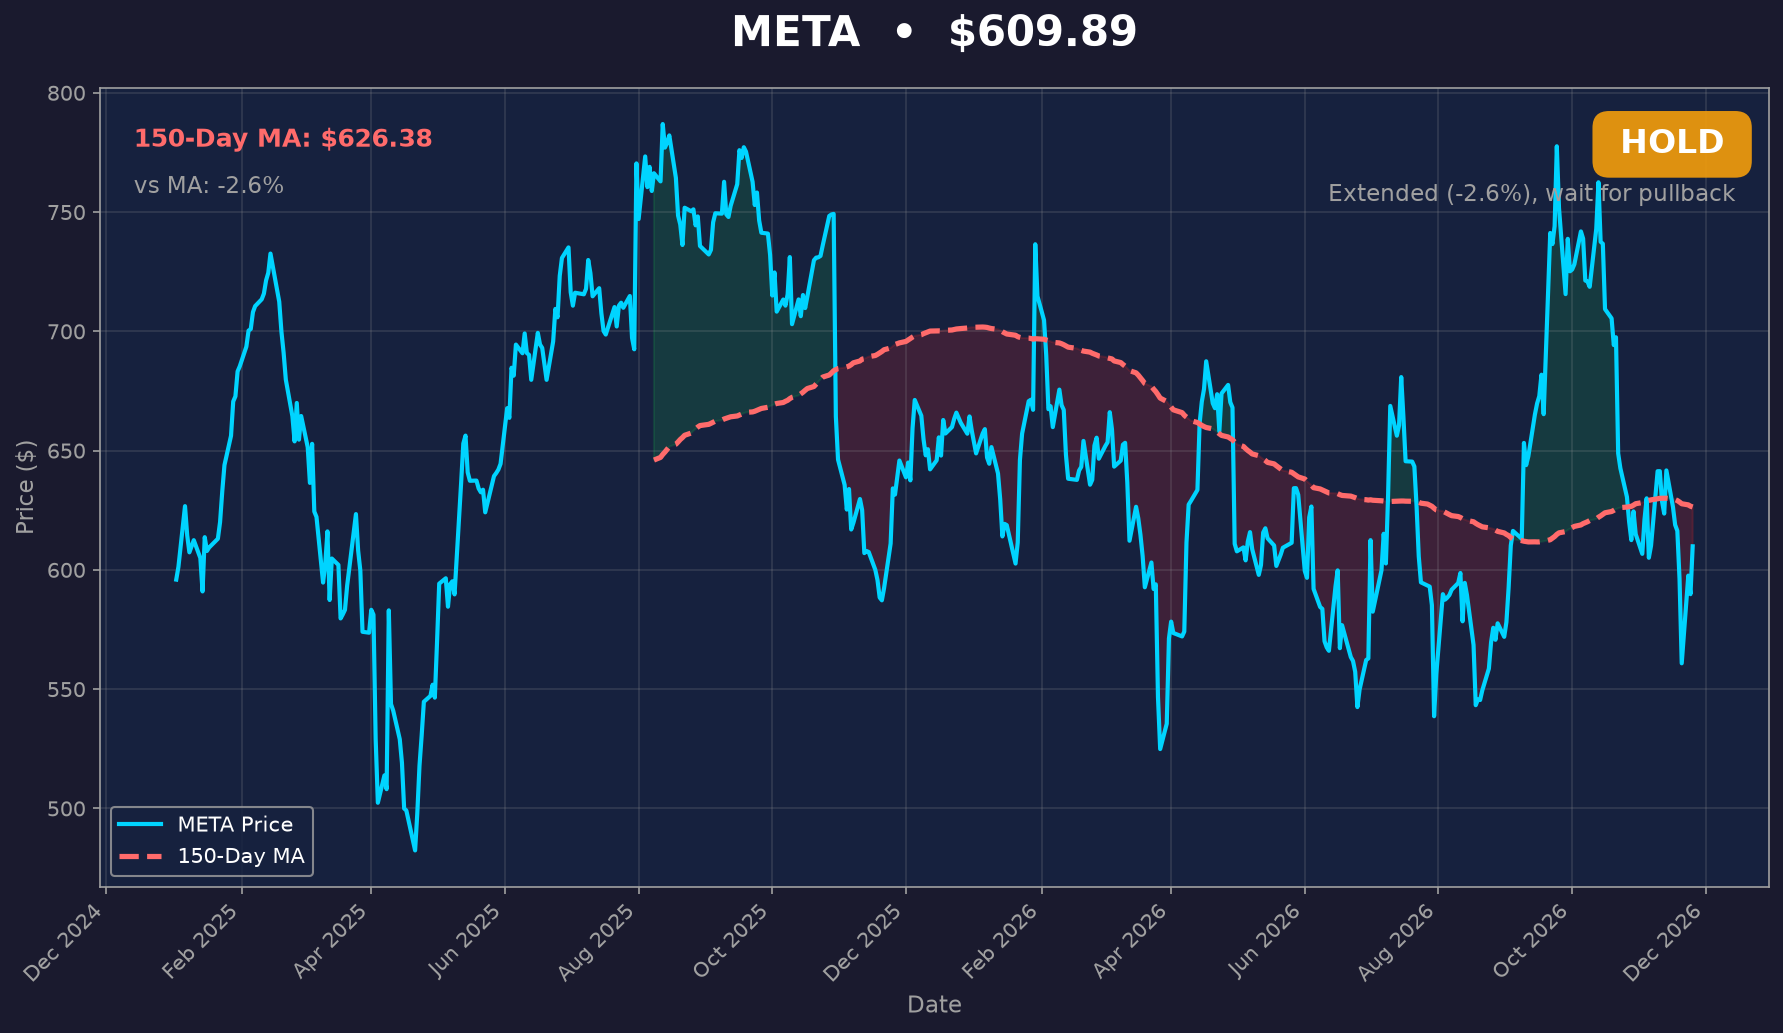 META • $609.89
150-Day MA: $626.38
vs MA: -2.6%
HOLD
Extended (-2.6%), wait for pullback
Price ($)
800
750
700
650
600
550
500
META Price
150-Day MA
Dec 2024
Feb 2025
Apr 2025
Jun 2025
Aug 2025
Oct 2025
Dec 2025
Feb 2026
Apr 2026
Jun 2026
Aug 2026
Oct 2026
Dec 2026
Date